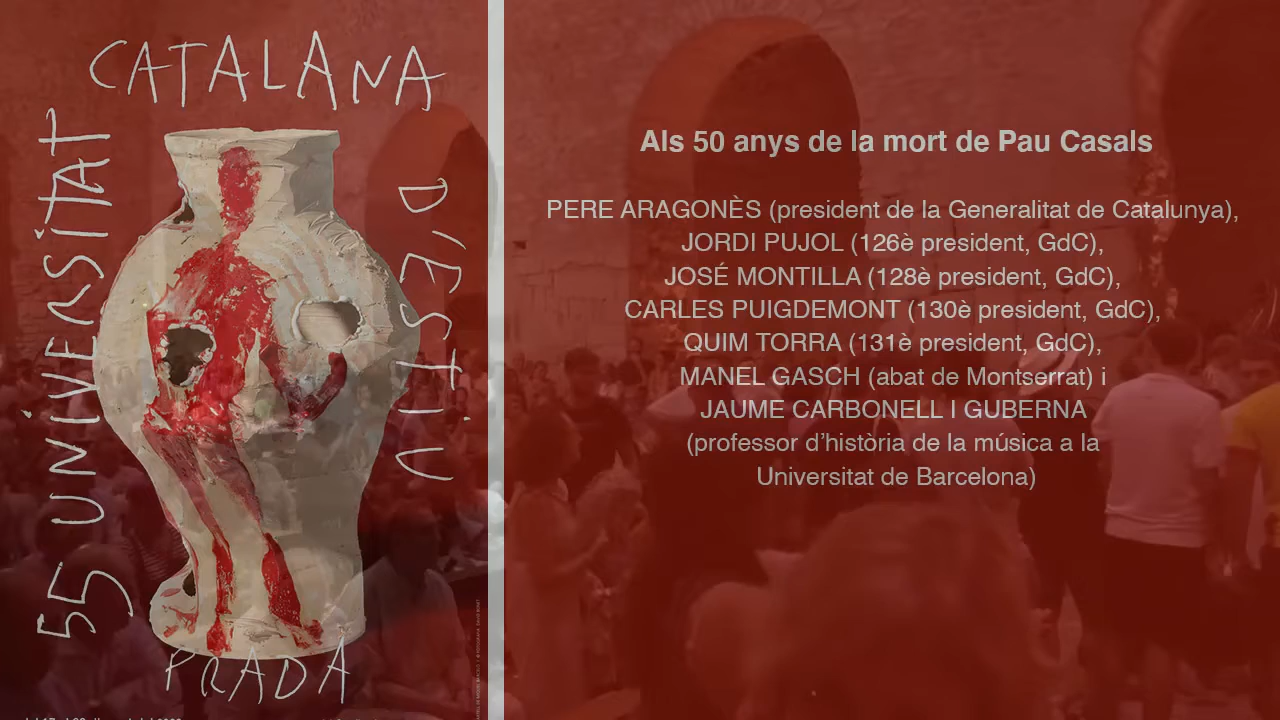 CATALANA
55 UNIVERSITAT
D'ESTIU
PRADA
Als 50 anys de la mort de Pau Casals
PERE ARAGONÈS (president de la Generalitat de Catalunya),
JORDI PUJOL (126è president, GdC),
JOSÉ MONTILLA (128è president, GdC),
CARLES PUIGDEMONT (130è president, GdC),
QUIM TORRA (131è president, GdC),
MANEL GASCH (abat de Montserrat) i
JAUME CARBONELL I GUBERNA
(professor d'història de la música a la
Universitat de Barcelona)